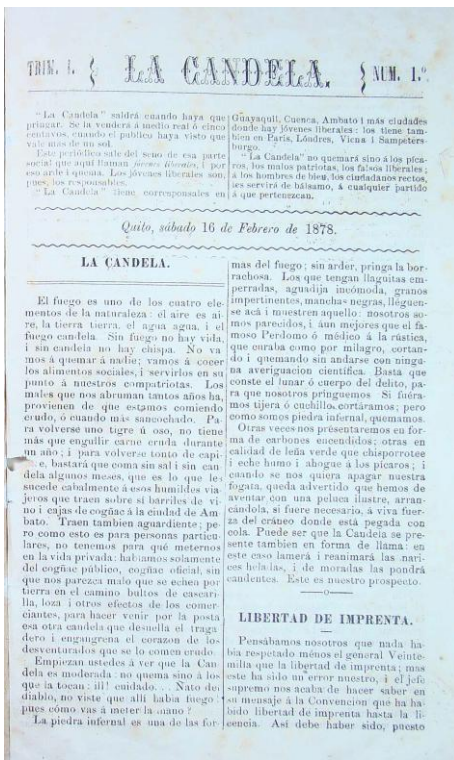 TRIM. 1.
LA CANDELA.
NUM. 1.º
"La Candela" saldrá cuando haya que
pringar. Se la venderá á medio real ó cinco
centavos, cuando el público haya visto que
vale más de un sol.
Este periódico sale del seno de esa parte
social que aquí llaman jóvenes liberales, i por
eso arde i quema. Los jóvenes liberales son,
pues, los responsables.
"La Candela" tiene corresponsales en
Guayaquil, Cuenca, Ambato i más ciudades
donde hay jóvenes liberales: los tiene tam-
bien en Paris, Lóndres, Viena i Sampeters-
burgo.
"La Candela" no quemará sino á los píca-
ros, los malos patriotas, los falsos liberales;
á los hombres de bien, los ciudadanos rectos,
les servirá de bálsamo, á cualquier partido
á que pertenezcan.
Quito, sábado 16 de Febrero de 1878.
LA CANDELA.
El fuego es uno de los cuatro ele-
mentos de la naturaleza: el aire es ai-
re, la tierra tierra, el agua agua, i el
fuego candela. Sin fuego no hay vida,
i sin candela no hay chispa. No va
mos á quemar á nadie; vamos á cocer
los alimentos sociales, i servirlos en su
punto á nuestros compatriotas. Los
males que nos abruman tantos años ha,
provienen de que estamos comiendo
crudo, ó cuando más sancochado. Pa-
ra volverse uno tigre ú oso, no tiene
más que engullir carne cruda durante
un año; i para volverse tonto de capi-
e, bastará que coma sin sal i sin can
dela algunos meses, que es lo que les
sucede cabalmente á esos humildes via
jeros que traen sobre sí barriles de vi-
no i cajas de cogñac á la ciudad de Am
bato. Traen tambien aguardiente; pe-
ro como esto es para personas particu-
lares, no tenemos para qué meternos
en la vida privada: hablamos solamente
del cogñac público, cogñac oficial, sin
que nos parezca malo que se echen por
tierra en el camino bultos de cascari-
lla, loza i otros efectos de los comer-
ciantes, para hacer venir por la posta
esa otra candela que desuella el traga
dero i engangrena el corazon de los
desventurados que se lo comen crudo.
Empiezan ustedes á ver que la Can
dela es moderada: no quema sino á los
que la tocan: cuidado... Nato del
diablo, no viste que allí habia fuego?
pues cómo vas á meter la mano?
La piedra infernal es una de las for-
mas del fuego; sin arder, pringa la bor-
rachosa. Los que tengan llaguitas em-
perradas, aguadija incómoda, granos
impertinentes, manchas negras, lléguen-
se acá i muestren aquello: nosotros so-
mos parecidos, i áun mejores que el fa-
moso Perdomo ó médico á la rústica,
que curaba como por milagro, cortan-
do i quemando sin andarse con ningu-
na averiguacion científica. Basta que
conste el lunar ó cuerpo del delito, pa-
ra que nosotros pringuemos Si fuéra-
mos tijera ó cuchillo, cortáramos; pero
como somos piedra infernal, quemamos.
Otras veces nos presentaremos en for-
ma de carbones encendidos; otras en
calidad de leña verde que chisporrotee
i eche humo i ahogue á los pícaros; i
cuando se nos quiera apagar nuestra
fogata, queda advertido que hemos de
aventar con una peluca ilustre, arran-
cándola, si fuere necesario, á viva fuer-
za del cráneo donde está pegada con
cola. Puede ser que la Candela se pre-
sente tambien en forma de llama: en
este caso lamerá i reanimará las nari-
ces heladas, i de moradas las pondrá
candentes. Este es nuestro prospecto.
LIBERTAD DE IMPRENTA.
Pensábamos nosotros que nada ha-
bia respetado ménos el general Veinte-
milla que la libertad de imprenta; mas
este ha sido un error nuestro, i el jefe
supremo nos acaba de hacer saber en
su mensaje á la Convencion que ha ha-
bido libertad de imprenta hasta la li-
cencia. Así debe haber sido, puesto